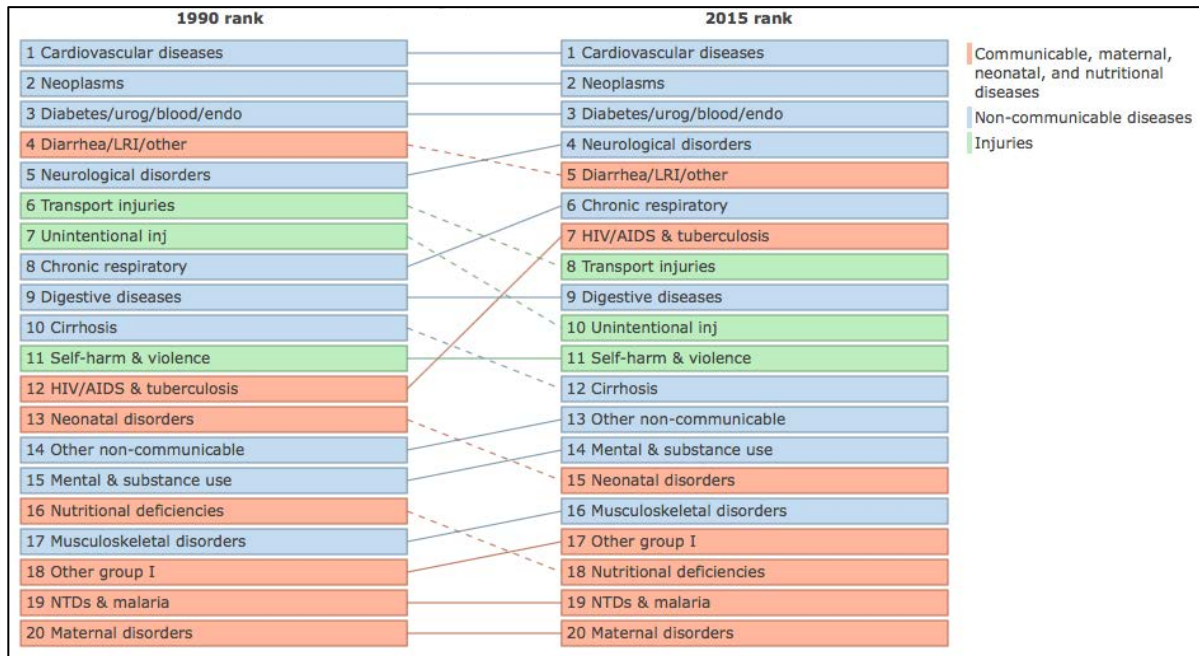 1990 rank
1 Cardiovascular diseases
2 Neoplasms
3 Diabetes/urog/blood/endo
4 Diarrhea/LRI/other
5 Neurological disorders
6 Transport injuries
7 Unintentional inj
8 Chronic respiratory
9 Digestive diseases
10 Cirrhosis
11 Self-harm & violence
12 HIV/AIDS & tuberculosis
13 Neonatal disorders
14 Other non-communicable
15 Mental & substance use
16 Nutritional deficiencies
17 Musculoskeletal disorders
18 Other group I
19 NTDs & malaria
20 Maternal disorders
2015 rank
1 Cardiovascular diseases
2 Neoplasms
3 Diabetes/urog/blood/endo
4 Neurological disorders
5 Diarrhea/LRI/other
6 Chronic respiratory
7 HIV/AIDS & tuberculosis
8 Transport injuries
9 Digestive diseases
10 Unintentional inj
11 Self-harm & violence
12 Cirrhosis
13 Other non-communicable
14 Mental & substance use
15 Neonatal disorders
16 Musculoskeletal disorders
17 Other group I
18 Nutritional deficiencies
19 NTDs & malaria
20 Maternal disorders
Communicable, maternal,
neonatal, and nutritional
diseases
Non-communicable diseases
Injuries